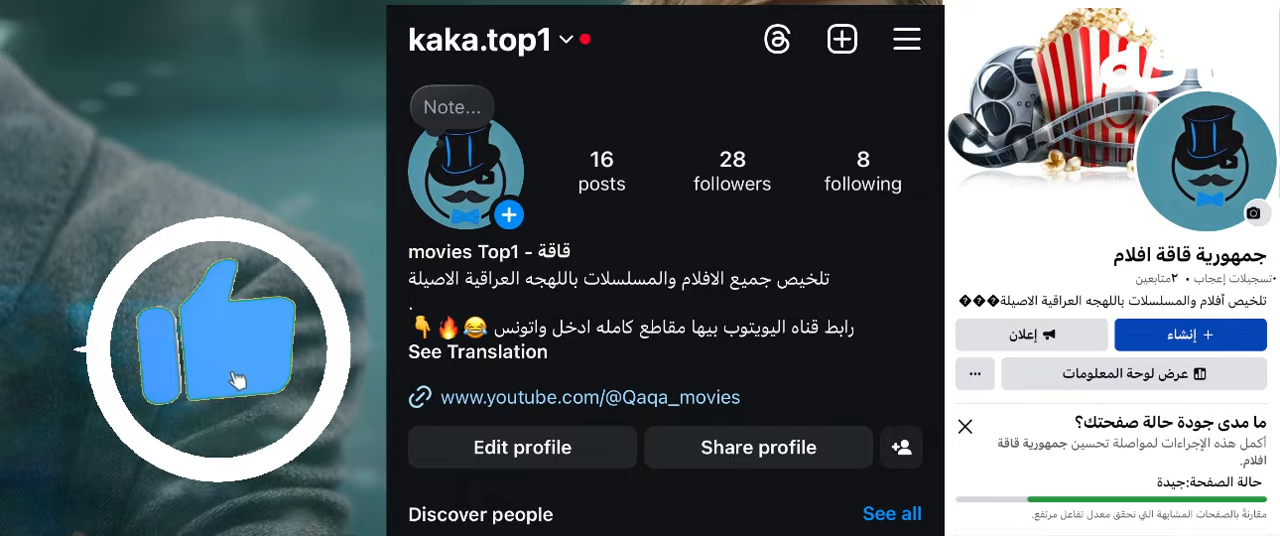 kaka.top1
Note...
16 posts
28 followers
8 following
movies Top1 - قاقة
تلخيص جميع الافلام والمسلسلات باللهجه العراقية الاصيلة
.
رابط قناه اليويتوب بيها مقاطع كامله ادخل واتونس 😂🔥👇
See Translation
www.youtube.com/@Qaqa_movies
Edit profile
Share profile
Discover people
See all
جمهورية قاقة افلام
تسجيلات إعجاب • ٢ متابعين
تلخيص أفلام والمسلسلات باللهجه العراقية الاصيلة���
+ إنشاء
إعلان
عرض لوحة المعلومات
...
ما مدى جودة حالة صفحتك؟
أكمل هذه الإجراءات لمواصلة تحسين جمهورية قاقة
افلام.
حالة الصفحة:جيدة
مقارنةً بالصفحات المشابهة التي تحقق معدل تفاعل مرتفع.